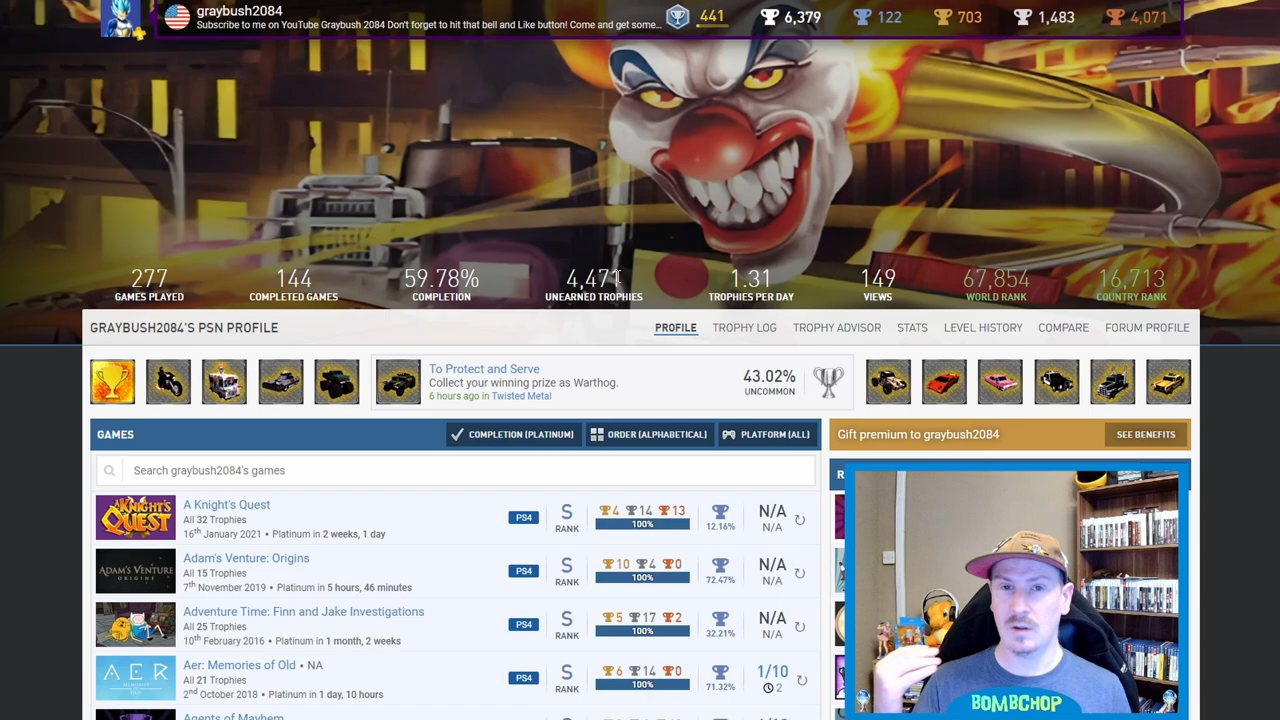 graybush2084
Subscribe to me on YouTube Graybush 2084 Don't forget to hit that bell and Like button! Come and get some...
441 6,379 122 703 1,483 4,071
277 144 59.78% 4,471 1.31 149 67,854 16,713
GAMES PLAYED COMPLETED GAMES COMPLETION UNEARNED TROPHIES TROPHIES PER DAY VIEWS WORLD RANK COUNTRY RANK
GRAYBUSH2084'S PSN PROFILE PROFILE TROPHY LOG TROPHY ADVISOR STATS LEVEL HISTORY COMPARE FORUM PROFILE
To Protect and Serve
Collect your winning prize as Warthog.
6 hours ago in Twisted Metal
43.02%
UNCOMMON
GAMES COMPLETION (PLATINUM) ORDER (ALPHABETICAL) PLATFORM (ALL)
Gift premium to graybush2084 SEE BENEFITS
Search graybush2084's games
A Knight's Quest
All 32 Trophies
16th January 2021 • Platinum in 2 weeks, 1 day
A KNIGHT'S QUEST
PS4 S RANK 4 14 13 100% 12.16% N/A N/A
Adam's Venture: Origins
All 15 Trophies
7th November 2019 • Platinum in 5 hours, 46 minutes
ADAM'S VENTURE ORIGINS
PS4 S RANK 10 4 0 100% 72.47% N/A N/A
Adventure Time: Finn and Jake Investigations
All 25 Trophies
10th February 2016 • Platinum in 1 month, 2 weeks
PS4 S RANK 5 17 2 100% 32.21% N/A N/A
Aer: Memories of Old • NA
All 21 Trophies
2nd October 2018 • Platinum in 1 day, 10 hours
AER
PS4 S RANK 6 14 0 100% 71.32% 1/10 2
Agents of Mayhem
BOMBCHOP